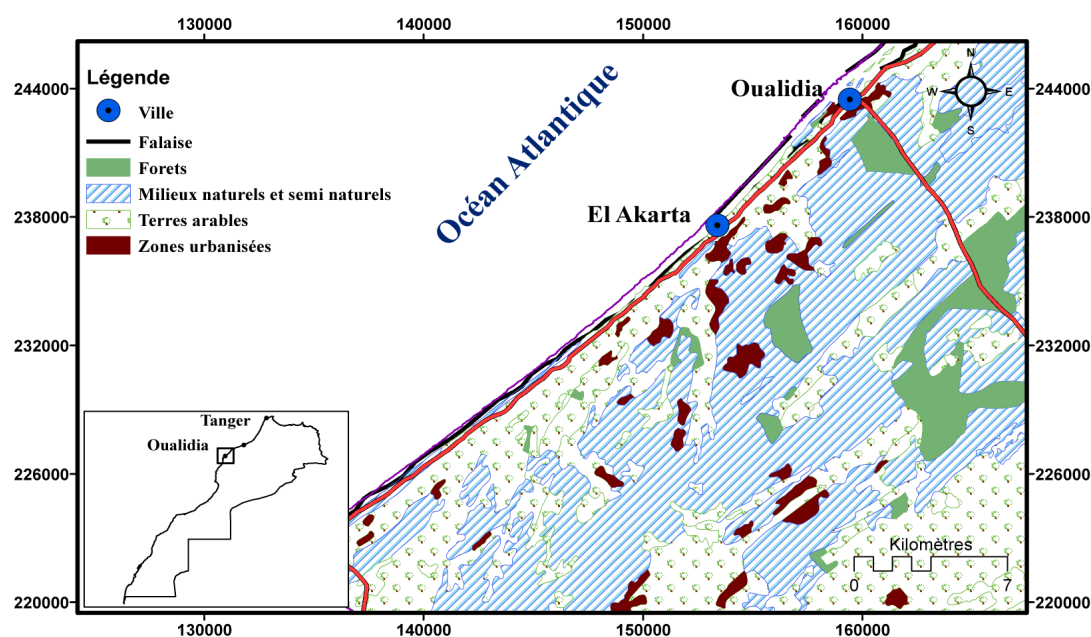 130000 140000 150000 160000
Légende
Ville
Falaise
Forets
Milieux naturels et semi naturels
Terres arables
Zones urbanisées
Océan Atlantique
Oualidia
El Akarta
N
W E
S
244000 244000
238000 238000
232000 232000
226000 226000
220000 220000
Tanger
Oualidia
Kilomètres
0 7
130000 140000 150000 160000